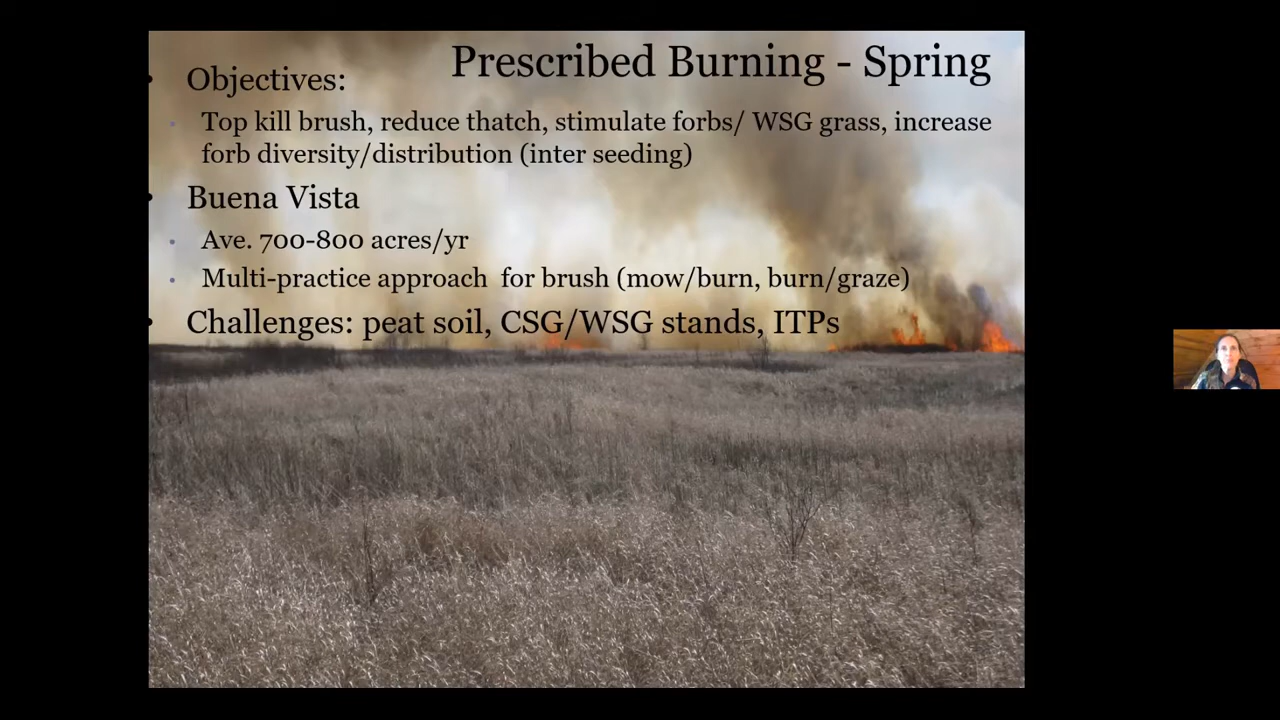 Prescribed Burning - Spring
Objectives:
Top kill brush, reduce thatch, stimulate forbs/ WSG grass, increase
forb diversity/distribution (inter seeding)
Buena Vista
Ave. 700-800 acres/yr
Multi-practice approach for brush (mow/burn, burn/graze)
Challenges: peat soil, CSG/WSG stands, ITPs